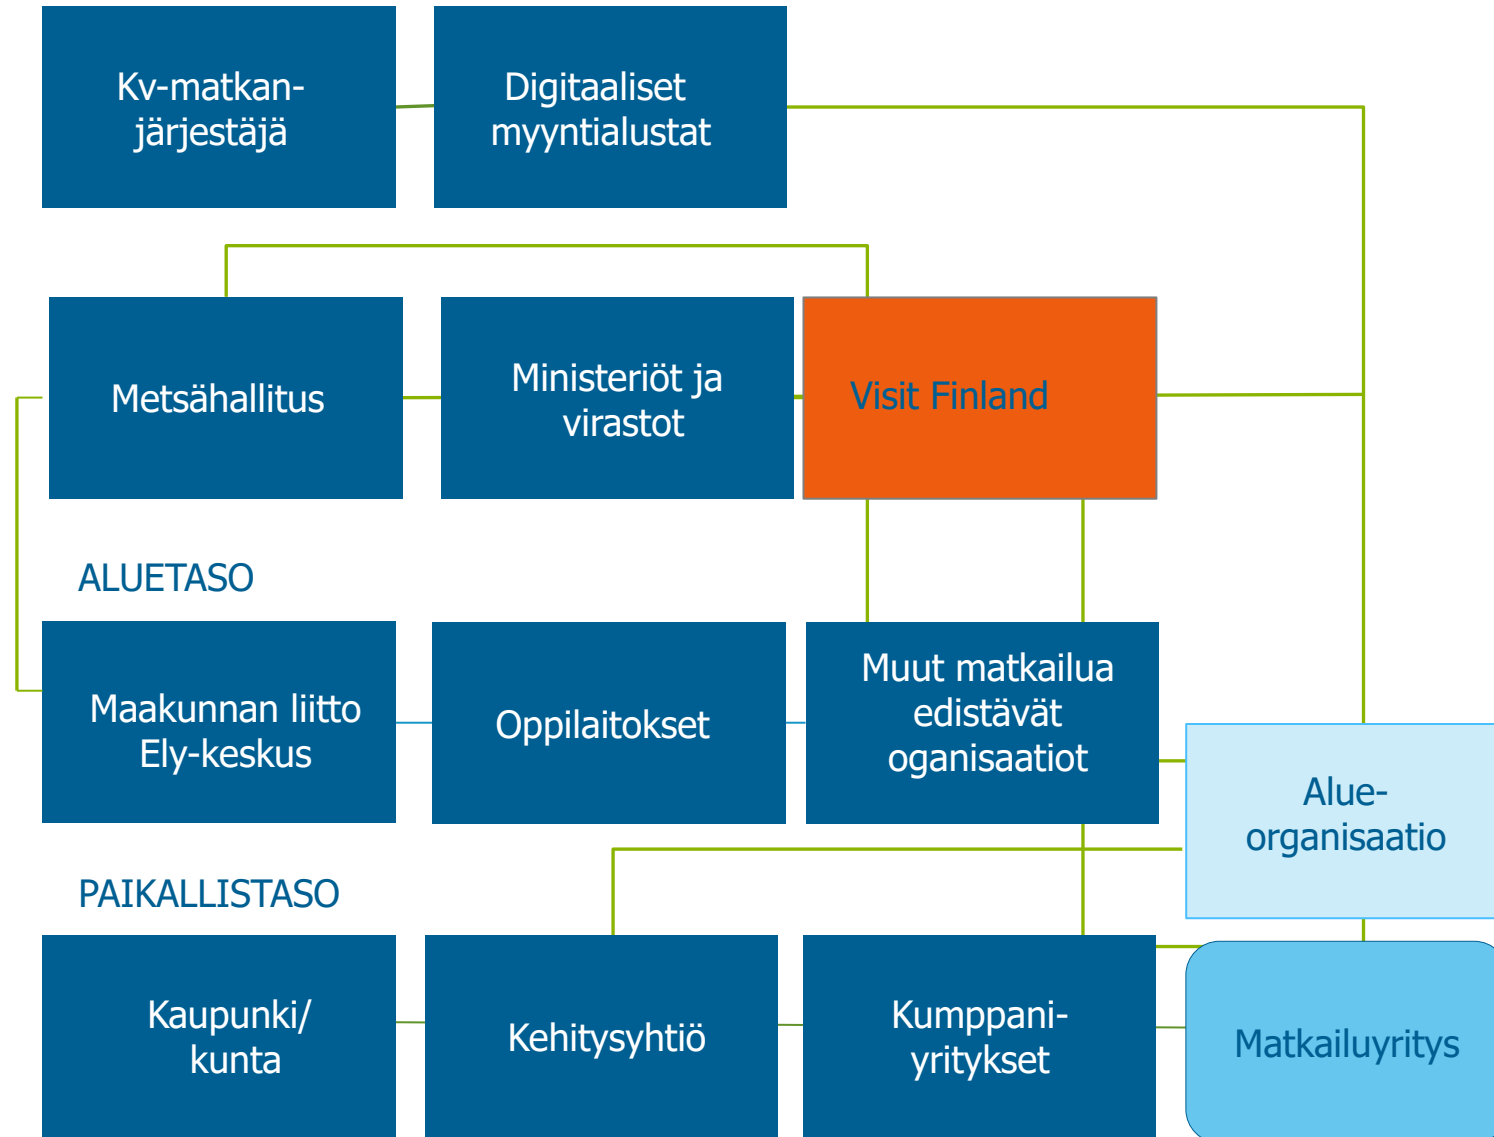 Kv-matkan-
järjestäjä
Digitaaliset
myyntialustat
Metsähallitus
Ministeriöt ja
virastot
Visit Finland
ALUETASO
Maakunnan liitto
Ely-keskus
Oppilaitokset
Muut matkailua
edistävät
oganisaatiot
Alue-
organisaatio
PAIKALLISTASO
Kaupunki/
kunta
Kehitysyhtiö
Kumppani-
yritykset
Matkailuyritys